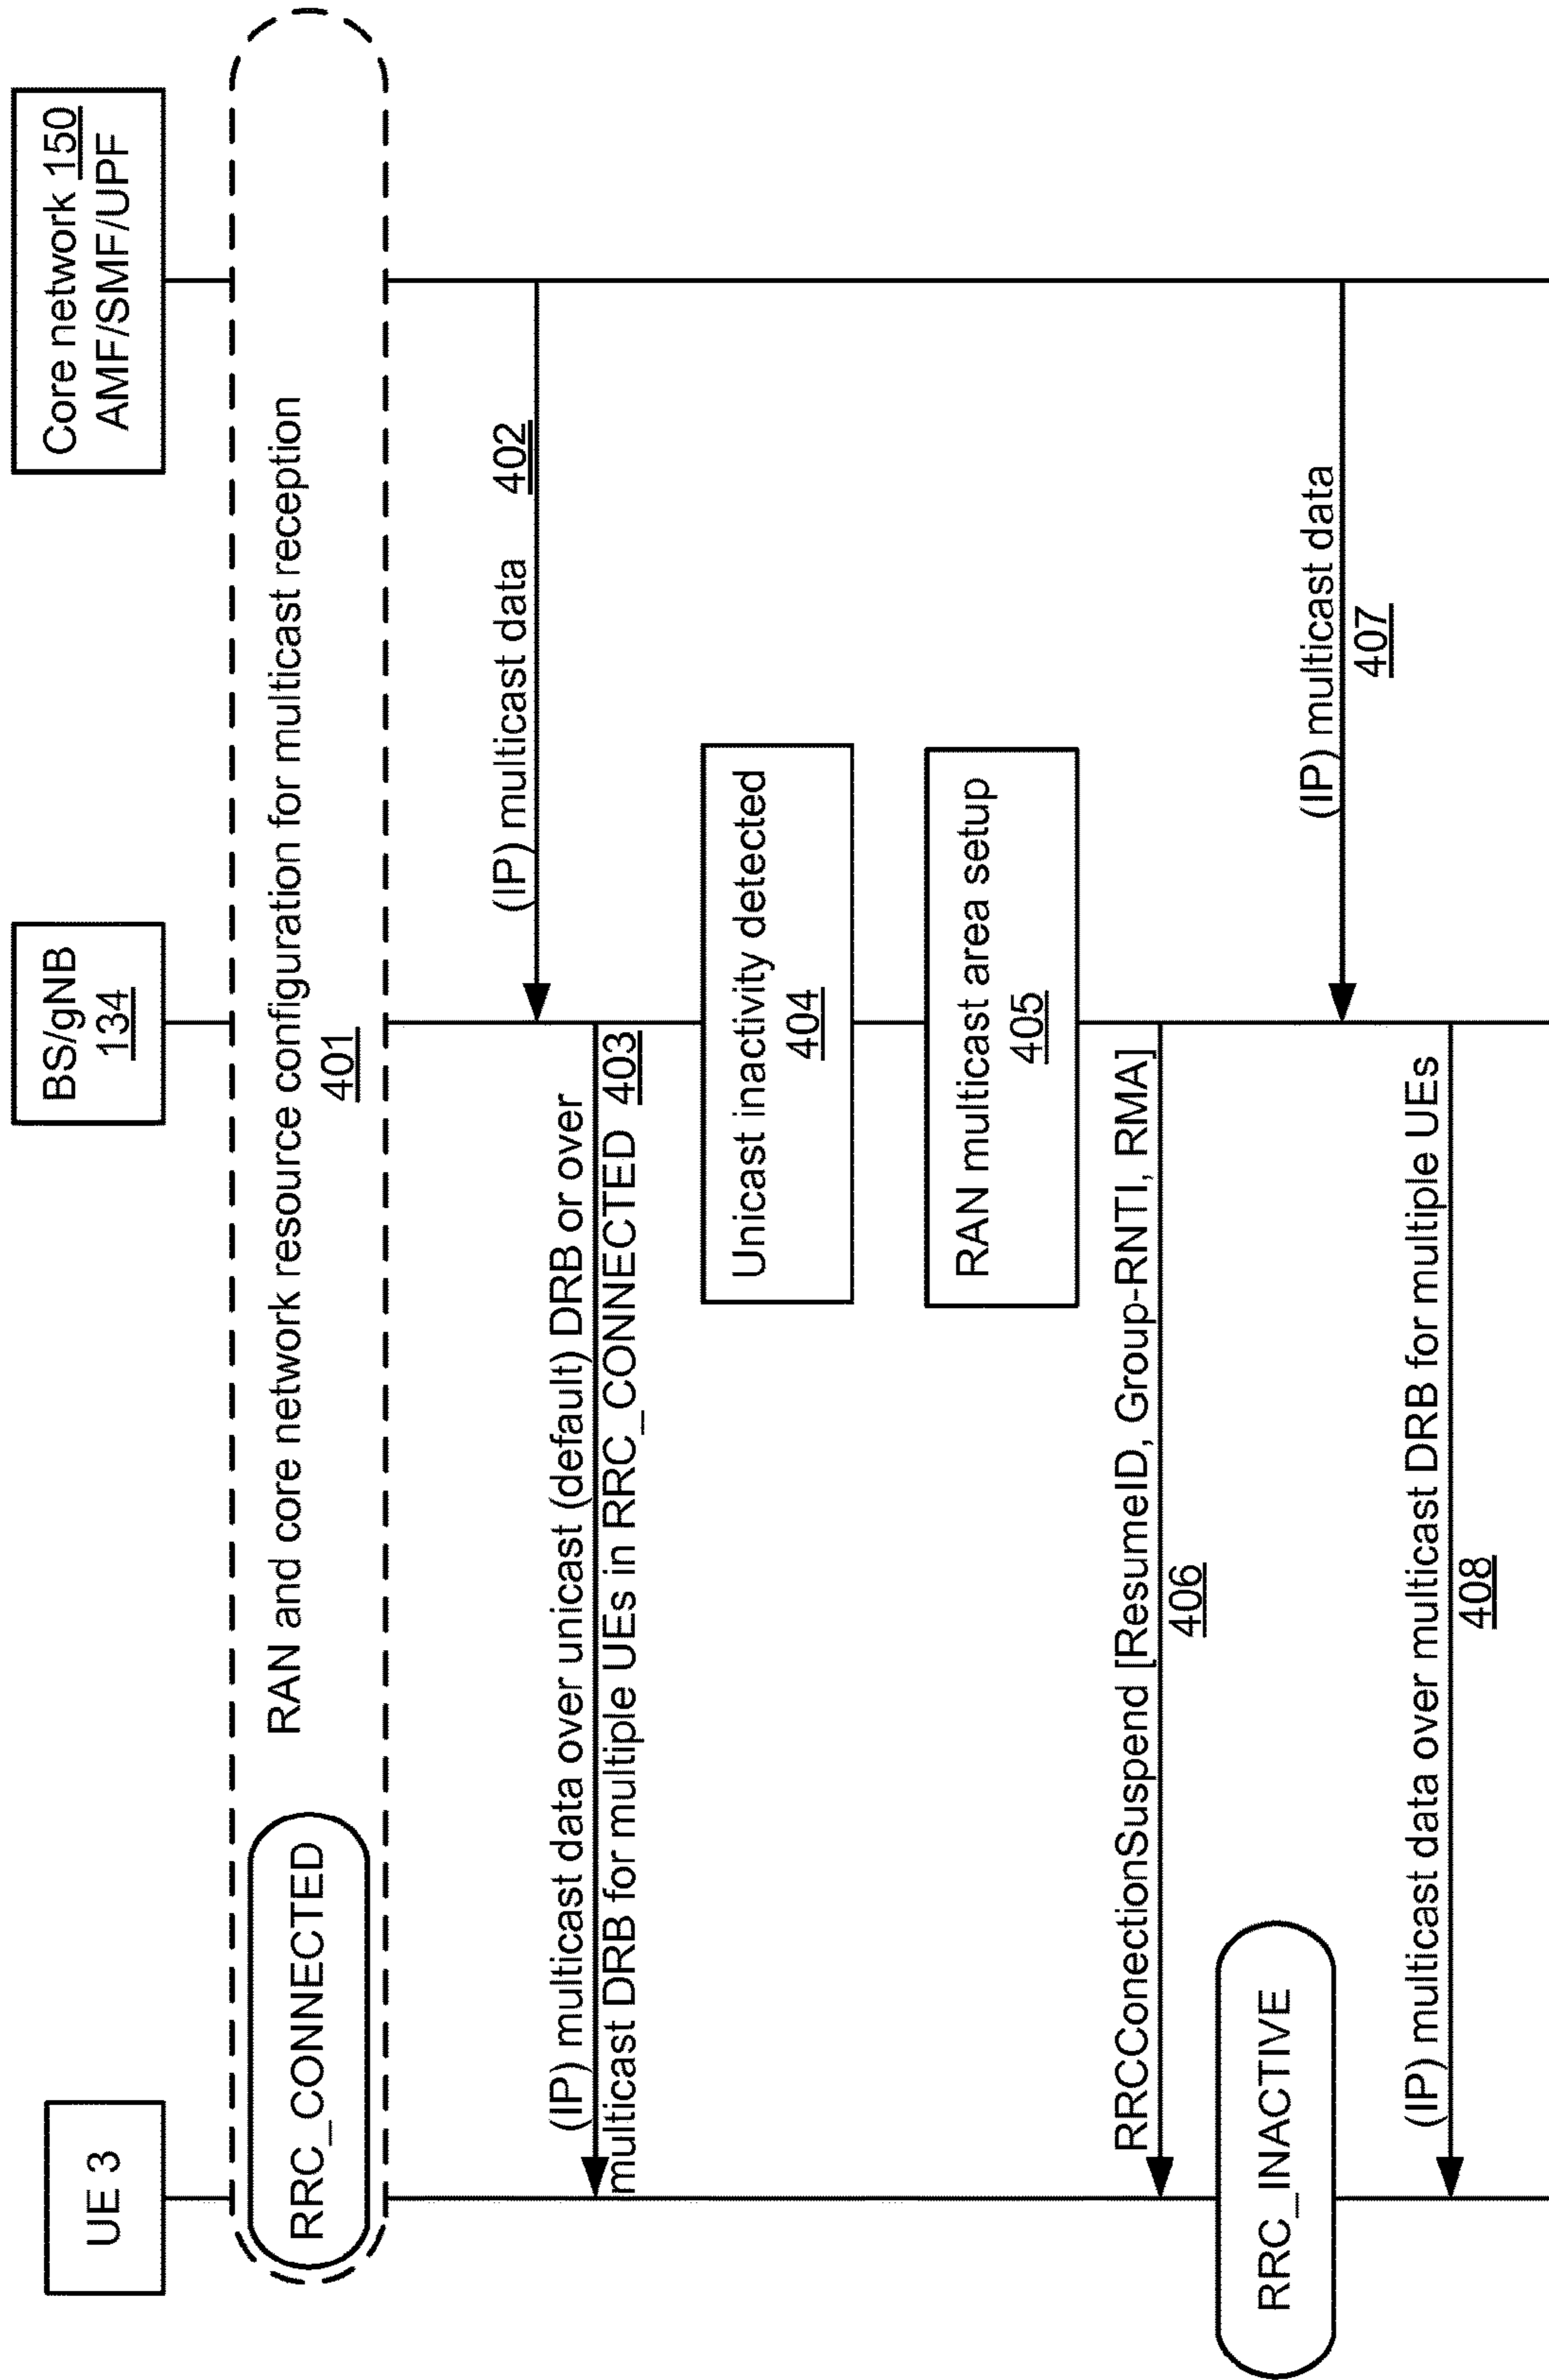 UE 3
BS/gNB
134
Core network 150
AMF/SMF/UPF
RRC_CONNECTED
RAN and core network resource configuration for multicast reception
401
(IP) multicast data 402
(IP) multicast data over unicast (default) DRB or over
multicast DRB for multiple UEs in RRC_CONNECTED 403
Unicast inactivity detected
404
RAN multicast area setup
405
RRCConectionSuspend [ResumeID, Group-RNTI, RMA]
406
RRC_INACTIVE
(IP) multicast data
407
(IP) multicast data over multicast DRB for multiple UEs
408